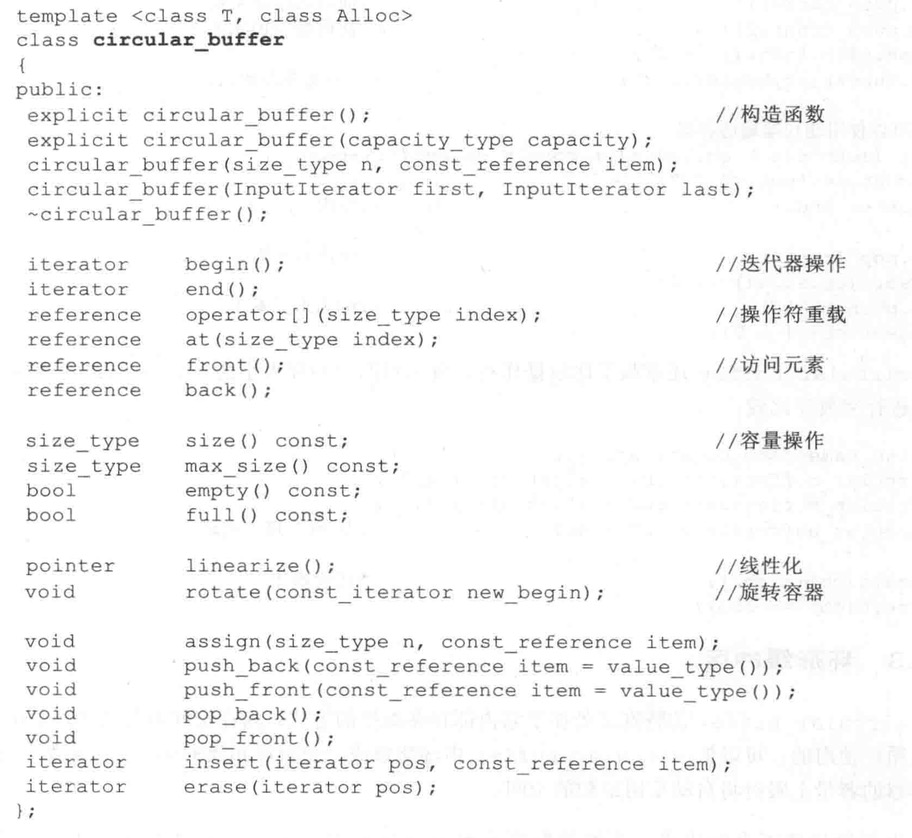 template <class T, class Alloc>
class circular_buffer
{
public:
explicit circular_buffer(); //构造函数
explicit circular_buffer(capacity_type capacity);
circular_buffer(size_type n, const_reference item);
circular_buffer(InputIterator first, InputIterator last);
~circular_buffer();
iterator begin(); //迭代器操作
iterator end();
reference operator[](size_type index); //操作符重载
reference at(size_type index);
reference front(); //访问元素
reference back();
size_type size() const; //容量操作
size_type max_size() const;
bool empty() const;
bool full() const;
pointer linearize(); //线性化
void rotate(const_iterator new_begin); //旋转容器
void assign(size_type n, const_reference item);
void push_back(const_reference item = value_type());
void push_front(const_reference item = value_type());
void pop_back();
void pop_front();
iterator insert(iterator pos, const_reference item);
iterator erase(iterator pos);
};